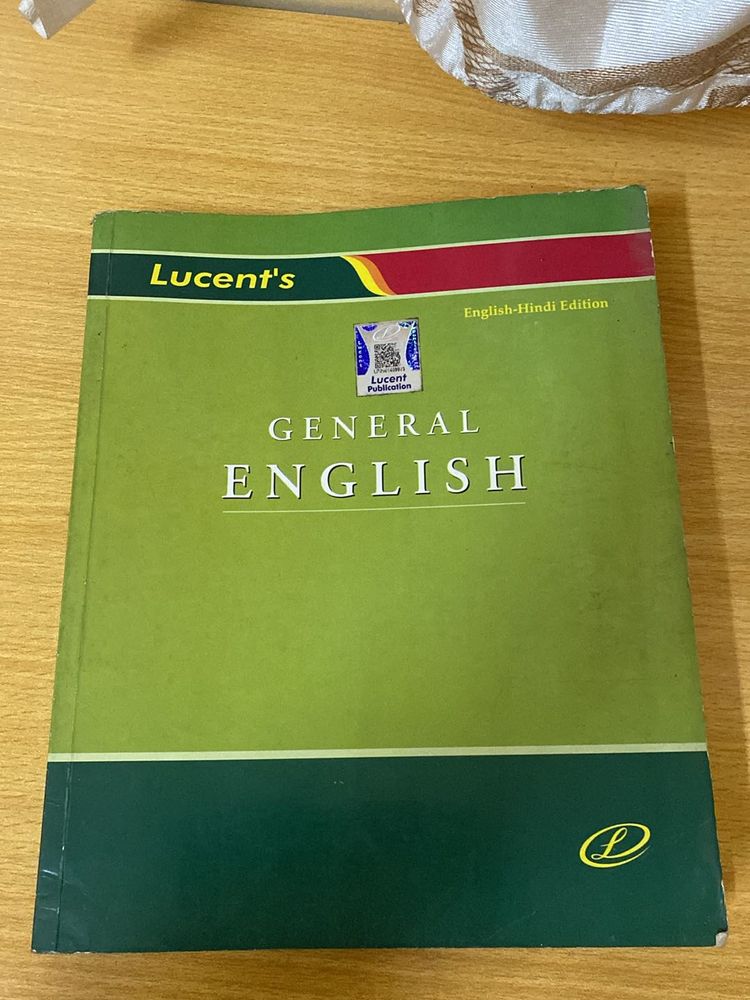 Lucent's
English-Hindi Edition
Lucent
Publication
GENERAL
ENGLISH